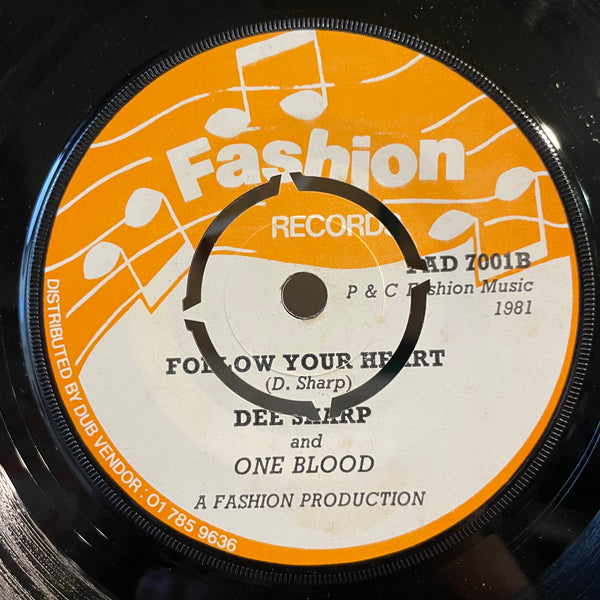 Fashion
RECORDS
FAD 7001B
P & C Fashion Music
1981
FOLLOW YOUR HEART
(D. Sharp)
DEE SHARP
and
ONE BLOOD
A FASHION PRODUCTION
DISTRIBUTED BY DUB VENDOR: 01 785 9636